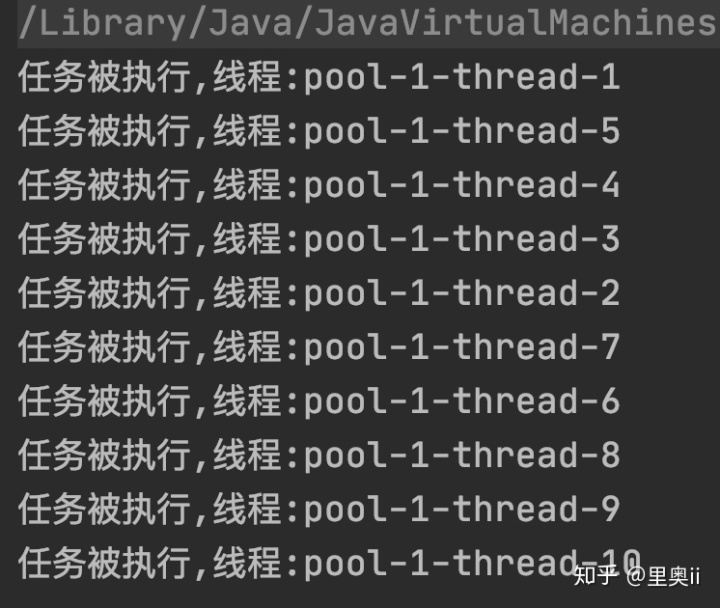 /Library/Java/JavaVirtualMachines
任务被执行,线程:pool-1-thread-1
任务被执行,线程:pool-1-thread-5
任务被执行,线程:pool-1-thread-4
任务被执行,线程:pool-1-thread-3
任务被执行,线程:pool-1-thread-2
任务被执行,线程:pool-1-thread-7
任务被执行,线程:pool-1-thread-6
任务被执行,线程:pool-1-thread-8
任务被执行,线程:pool-1-thread-9
任务被执行,线程:pool-1-thread-10
知乎 @里奥ii